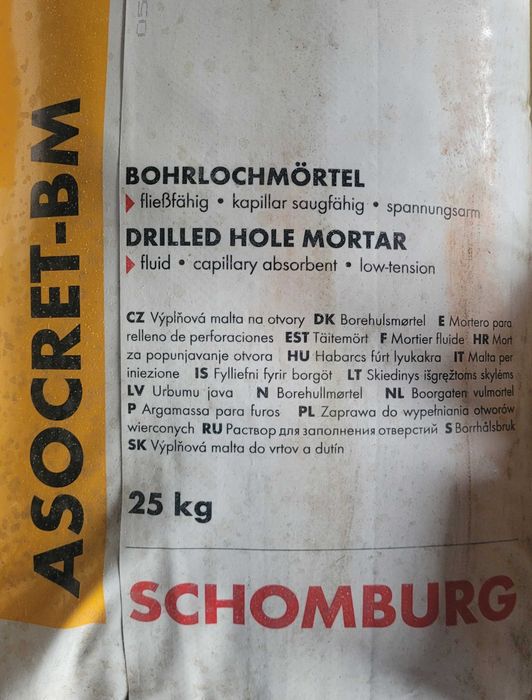 05
ASOCRET-BM
BOHRLOCHMÖRTEL
fließfähig • kapillar saugfähig • spannungsarm
DRILLED HOLE MORTAR
fluid • capillary absorbent • low-tension
CZ Výplňová malta na otvory DK Borehulsmørtel E Mortero para
relleno de perforaciones EST Täitemört F Mortier fluide HR Mort
za popunjavanje otvora HU Habarcs fúrt lyukakra IT Malta per
iniezione IS Fylliefni fyrir borgöt LT Skiedinys išgręžtoms skylėms
LV Urbumu java N Borehullmørtel NL Boorgaten vulmortel
P Argamassa para furos PL Zaprawa do wypełniania otworów
wierconych RU Раствор для заполнения отверстий S Borrhålsbruk
SK Výplňová malta do vrtov a dutín
25 kg
SCHOMBURG